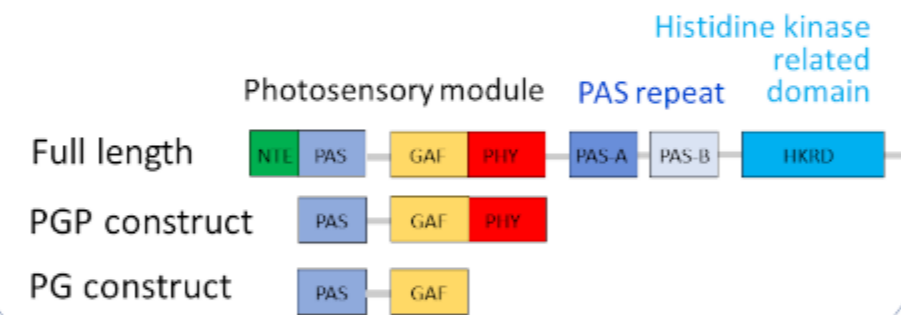 Histidine kinase
related
Photosensory module PAS repeat domain
Full length NTE PAS GAF PHY PAS-A PAS-B HKRD
PGP construct PAS GAF PHY
PG construct PAS GAF